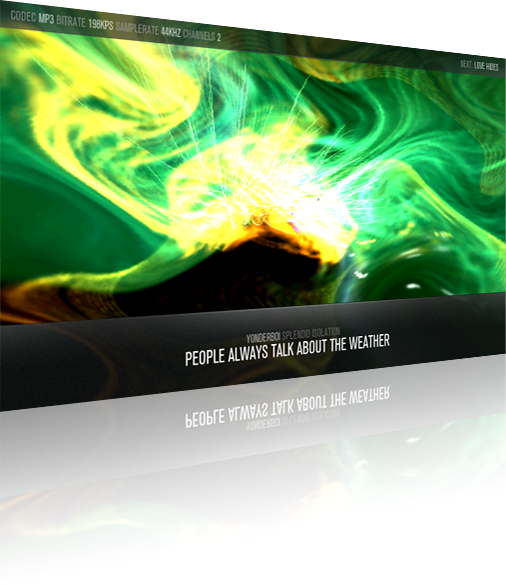 CODEC MP3 BITRATE 198KPS SAMPLERATE 44KHZ CHANNELS 2
NEXT: LOVE HIDES
YONDERBOI SPLENDID ISOLATION
PEOPLE ALWAYS TALK ABOUT THE WEATHER